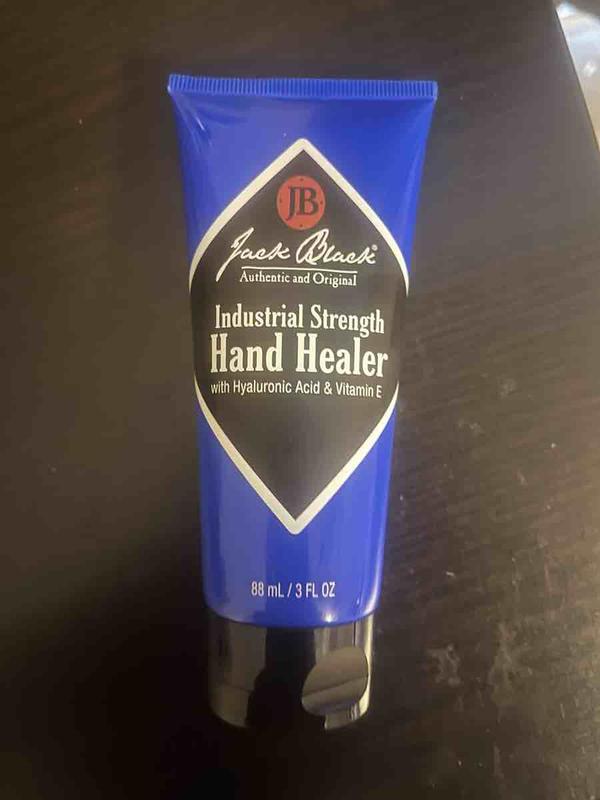 JB
Jack Black®
Authentic and Original
Industrial Strength
Hand Healer
with Hyaluronic Acid & Vitamin E
88 mL / 3 FL OZ